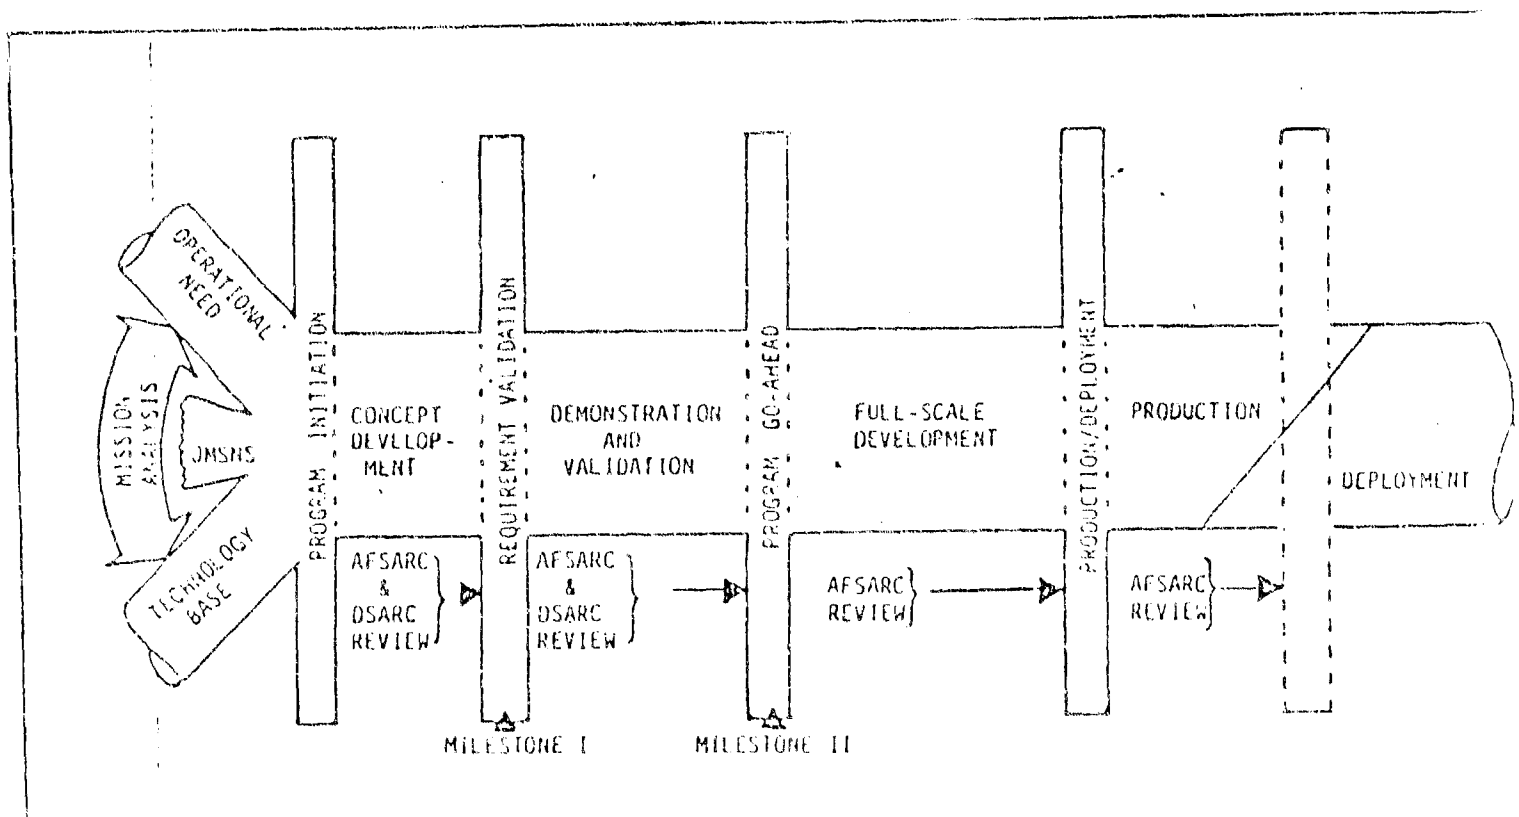 OPERATIONAL
NEED
MISSION
ANALYSIS
JMSNS
TECHNOLOGY
BASE
PROGRAM INITIATION
CONCEPT
DEVELOP-
MENT
AFSARC
&
DSARC
REVIEW
REQUIREMENT VALIDATION
MILESTONE I
DEMONSTRATION
AND
VALIDATION
AFSARC
&
DSARC
REVIEW
PROGRAM GO-AHEAD
MILESTONE II
FULL-SCALE
DEVELOPMENT
AFSARC
REVIEW
PRODUCTION/DEPLOYMENT
PRODUCTION
AFSARC
REVIEW
DEPLOYMENT